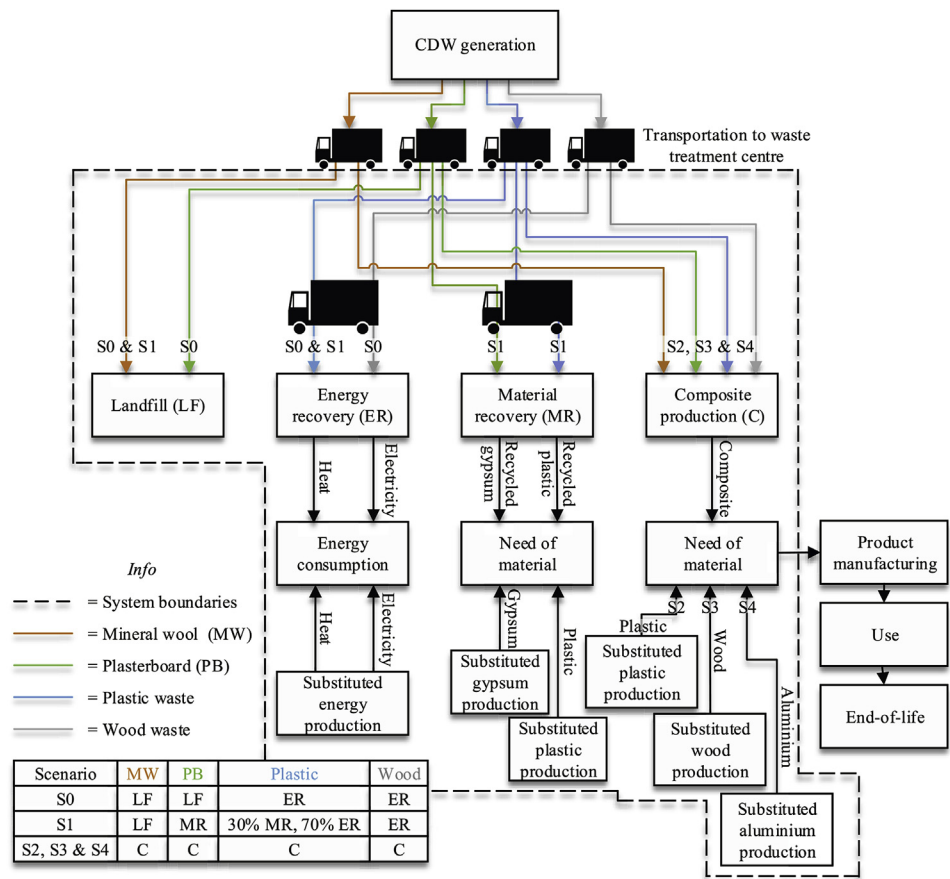 CDW generation
Transportation to waste
treatment centre
S0 & S1
S0
S0 & S1
S0
S1
S1
S2, S3 & S4
Landfill (LF)
Energy
recovery (ER)
Material
recovery (MR)
Composite
production (C)
Heat
Electricity
Recycled
gypsum
Recycled
plastic
Composite
Energy
consumption
Need of
material
Need of
material
Product
manufacturing
Use
End-of-life
Heat
Electricity
Gypsum
Plastic
S2
S3
S4
Plastic
Wood
Aluminium
Substituted
energy
production
Substituted
gypsum
production
Substituted
plastic
production
Substituted
plastic
production
Substituted
wood
production
Substituted
aluminium
production
Info
= System boundaries
= Mineral wool (MW)
= Plasterboard (PB)
= Plastic waste
= Wood waste
Scenario MW PB Plastic Wood
S0 LF LF ER ER
S1 LF MR 30% MR, 70% ER ER
S2, S3 & S4 C C C C